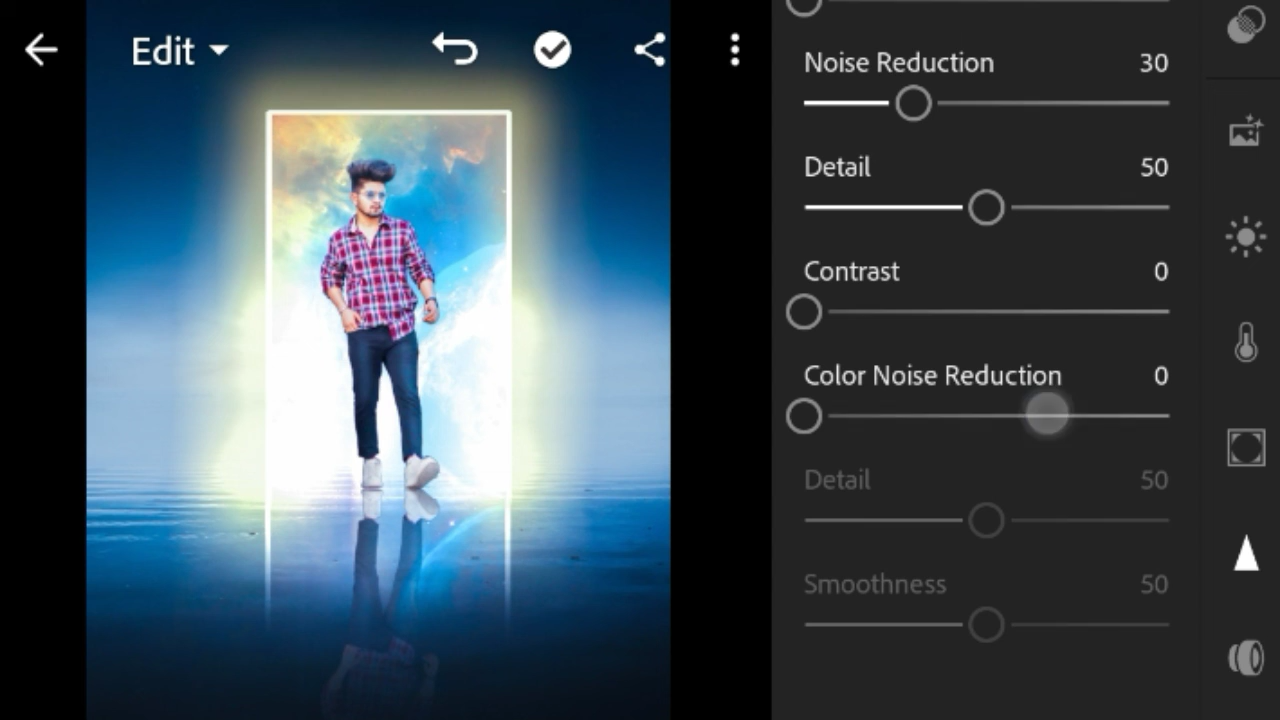 Edit
Noise Reduction 30
Detail 50
Contrast 0
Color Noise Reduction 0
Detail 50
Smoothness 50